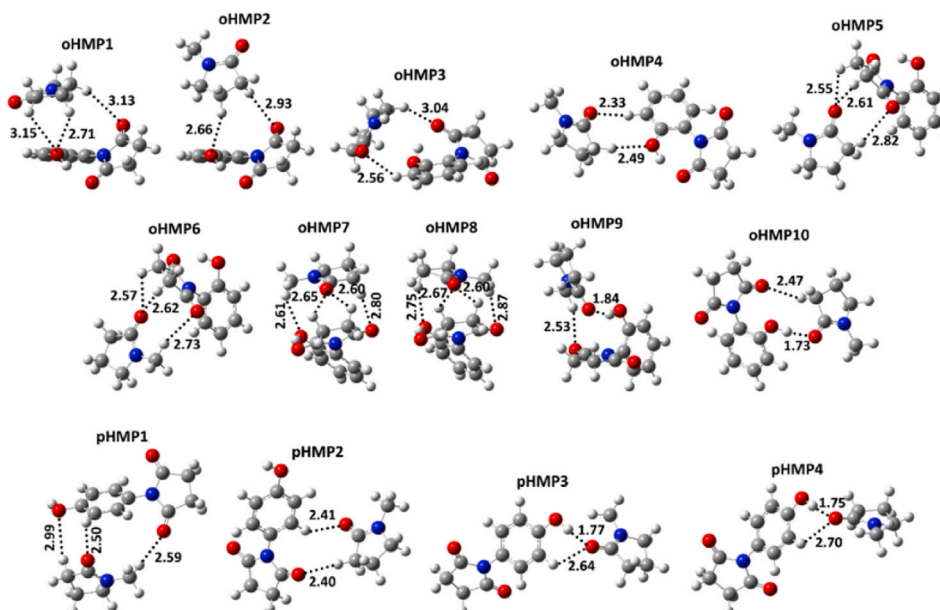 oHMP1
oHMP2
oHMP3
oHMP4
oHMP5
3.13
3.15
2.71
2.93
2.66
3.04
2.56
2.33
2.49
2.55
2.61
2.82
oHMP6
oHMP7
oHMP8
oHMP9
oHMP10
2.57
2.62
2.73
2.61
2.65
2.60
2.80
2.75
2.67
2.60
2.87
1.84
2.53
2.47
1.73
pHMP1
pHMP2
pHMP3
pHMP4
2.99
2.50
2.59
2.41
2.40
1.77
2.64
1.75
2.70